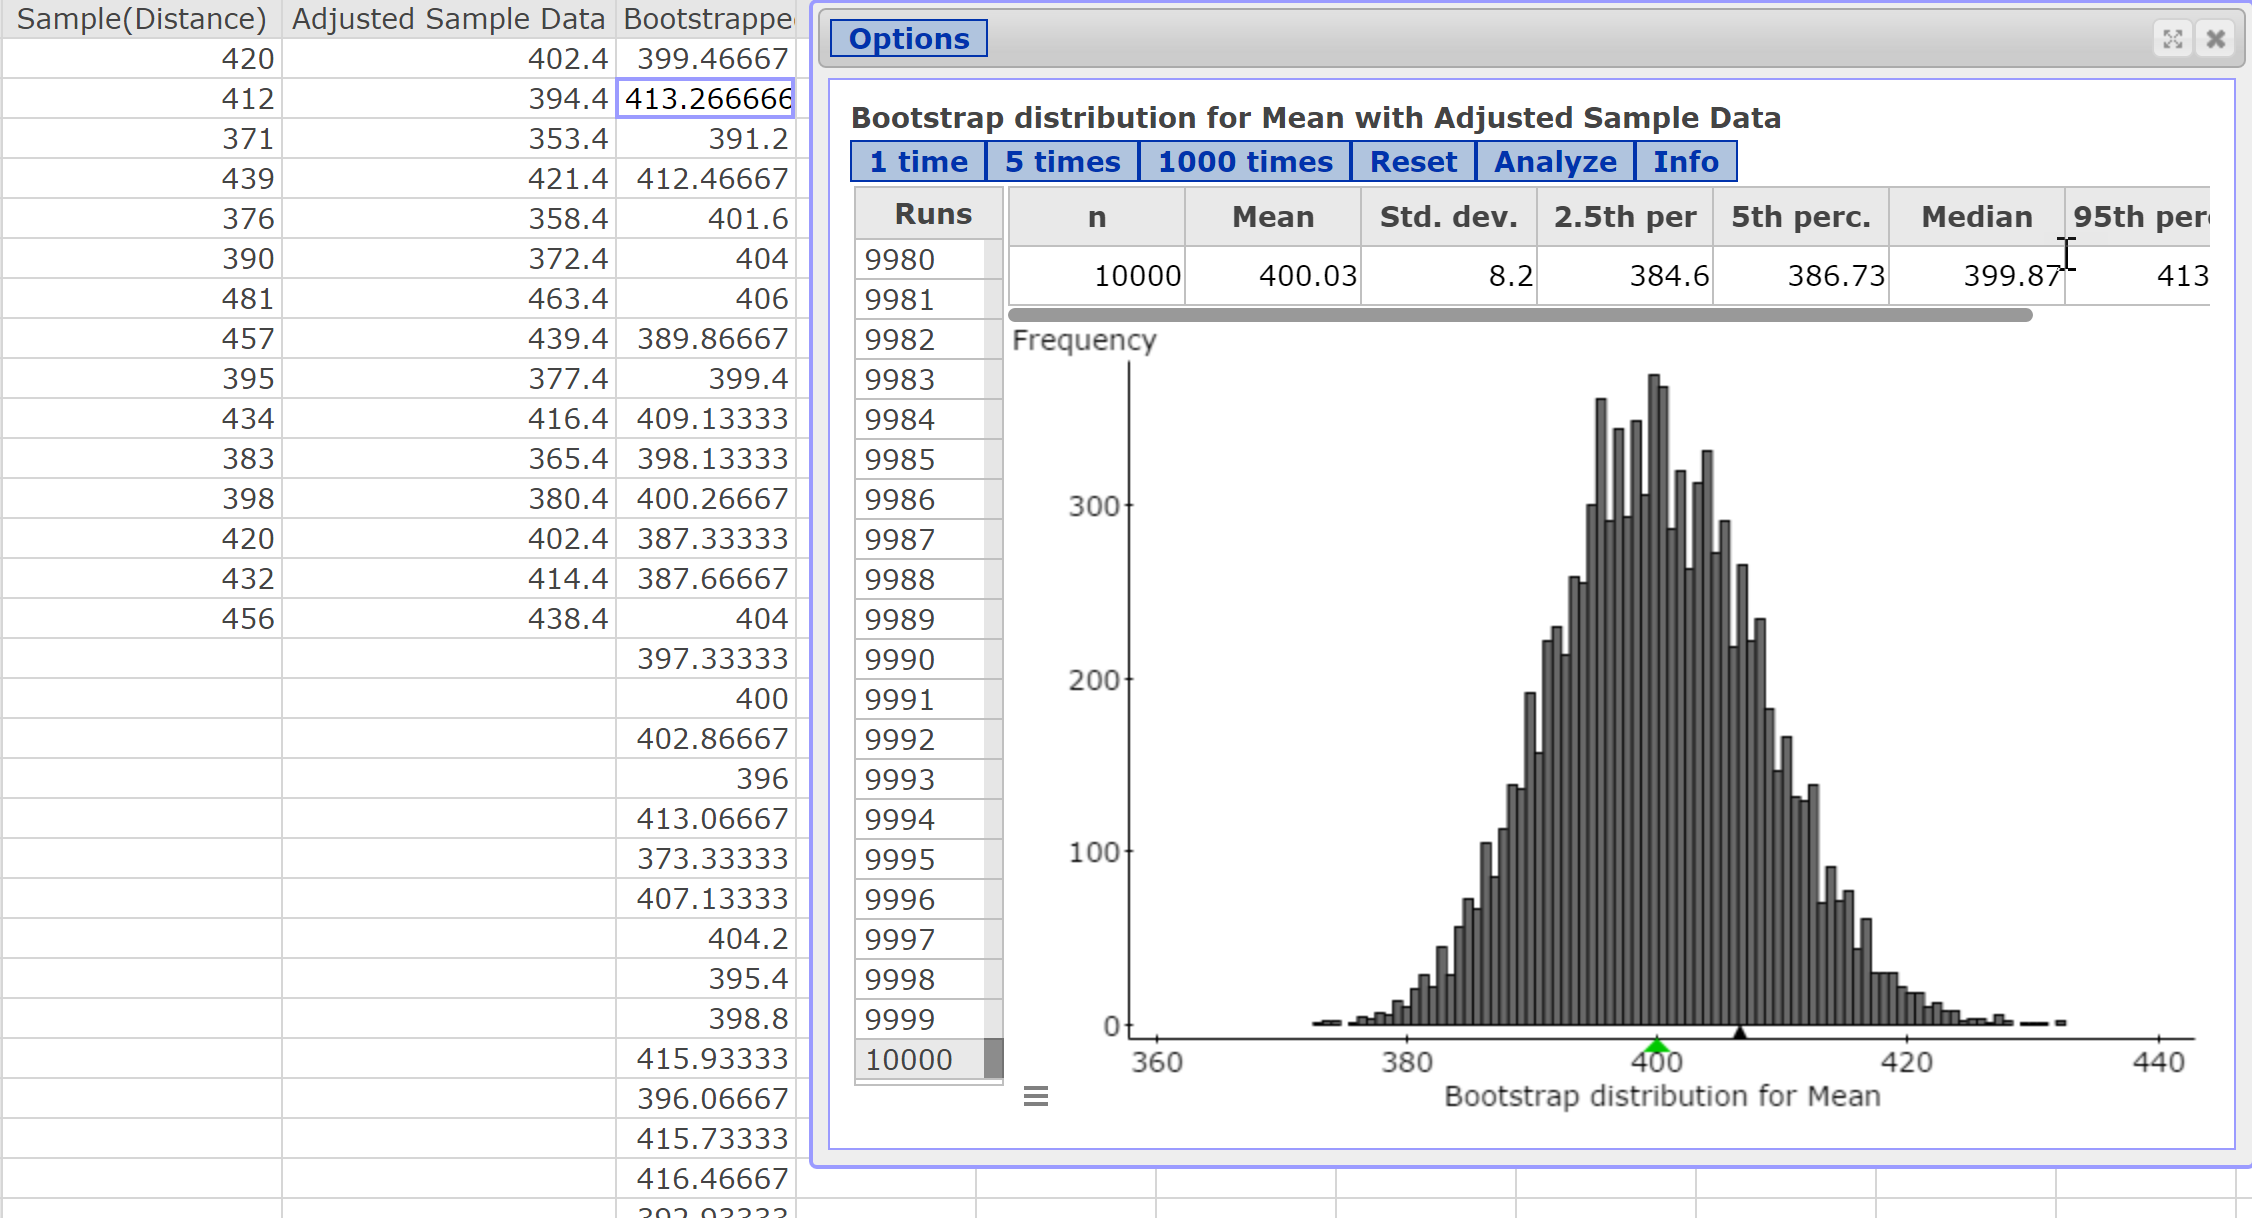 Sample(Distance) Adjusted Sample Data Bootstrapped
420 402.4 399.46667
412 394.4 413.266666
371 353.4 391.2
439 421.4 412.46667
376 358.4 401.6
390 372.4 404
481 463.4 406
457 439.4 389.86667
395 377.4 399.4
434 416.4 409.13333
383 365.4 398.13333
398 380.4 400.26667
420 402.4 387.33333
432 414.4 387.66667
456 438.4 404
397.33333
400
402.86667
396
413.06667
373.33333
407.13333
404.2
395.4
398.8
415.93333
396.06667
415.73333
416.46667
392.93333
Options
Bootstrap distribution for Mean with Adjusted Sample Data
1 time 5 times 1000 times Reset Analyze Info
Runs
9980
9981
9982
9983
9984
9985
9986
9987
9988
9989
9990
9991
9992
9993
9994
9995
9996
9997
9998
9999
10000
n Mean Std. dev. 2.5th per 5th perc. Median 95th perc
10000 400.03 8.2 384.6 386.73 399.87 413
Frequency
300
200
100
0
360 380 400 420 440
Bootstrap distribution for Mean